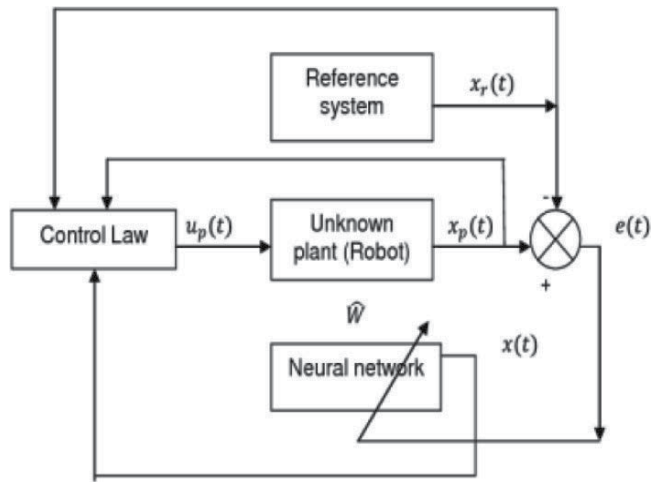 Reference
system
x_r(t)
-
Control Law
u_p(t)
Unknown
plant (Robot)
x_p(t)
e(t)
+
Ŵ
x(t)
Neural network